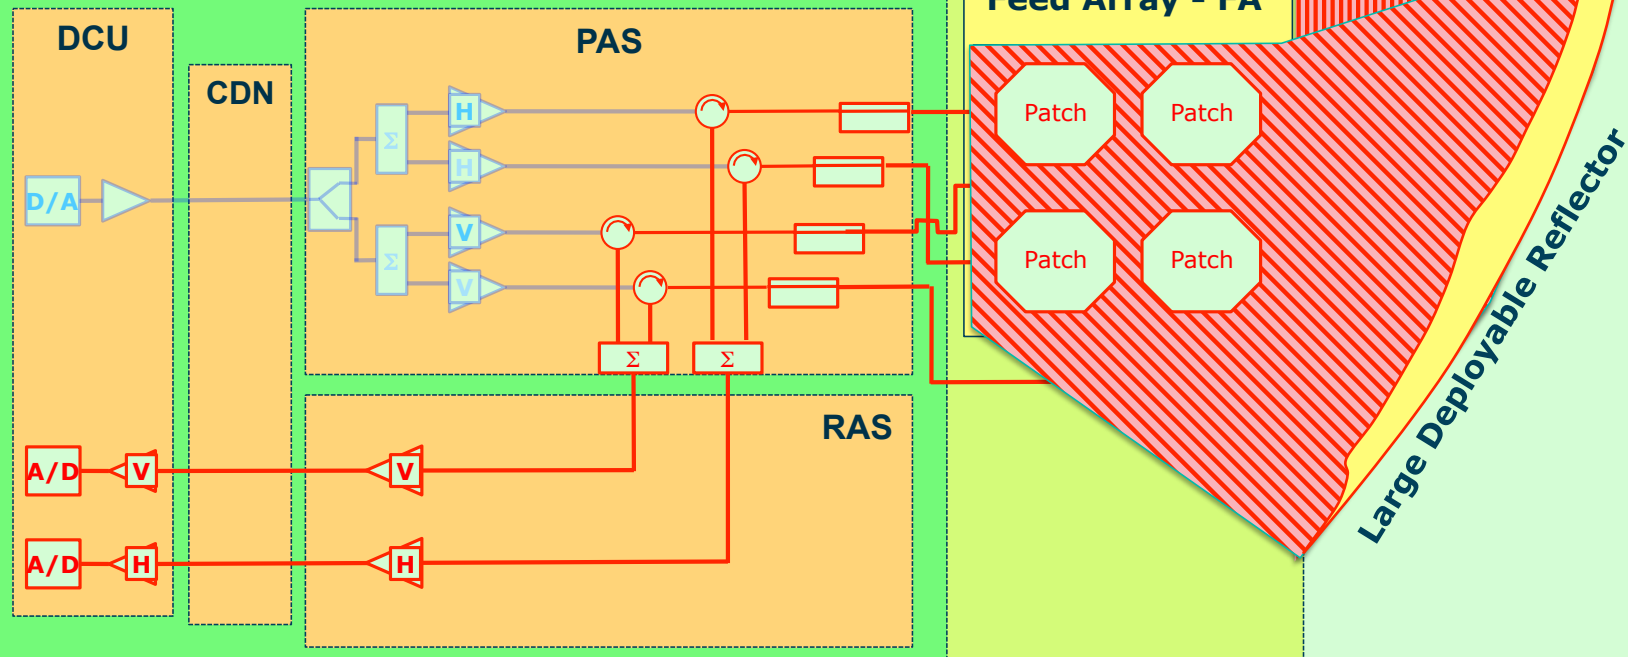 Feed Array - FA
DCU
PAS
CDN
H
Σ
H
D/A
V
Σ
V
Patch
Patch
Patch
Patch
Σ
Σ
Large Deployable Reflector
RAS
A/D
V
V
A/D
H
H